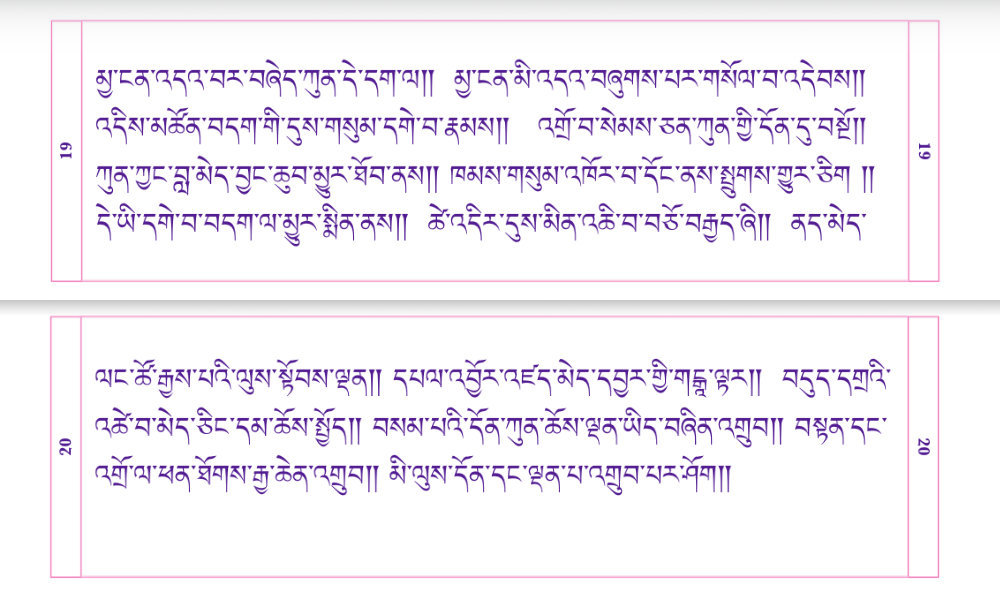 19
མྱ་ངན་འདའ་བར་བཞེད་ཀུན་དེ་དག་ལ།། མྱ་ངན་མི་འདའ་བཞུགས་པར་གསོལ་བ་འདེབས།།
འདིས་མཚོན་བདག་གི་དུས་གསུམ་དགེ་བ་རྣམས།། འགྲོ་བ་སེམས་ཅན་ཀུན་གྱི་དོན་དུ་བསྔོ།།
ཀུན་ཀྱང་བླ་མེད་བྱང་ཆུབ་མྱུར་ཐོབ་ནས།། ཁམས་གསུམ་འཁོར་བ་དོང་ནས་སྤྲུགས་གྱུར་ཅིག །།
དེ་ཡི་དགེ་བ་བདག་ལ་མྱུར་སྨིན་ནས།། ཚེ་འདིར་དུས་མིན་འཆི་བ་བཅོ་བརྒྱད་ཞི།། ནད་མེད་
19
20
ལང་ཚོ་རྒྱས་པའི་ལུས་སྟོབས་ལྡན།། དཔལ་འབྱོར་འཛད་མེད་དབྱར་གྱི་གངྒཱ་ལྟར།། བདུད་དགྲའི་
འཚེ་བ་མེད་ཅིང་དམ་ཆོས་སྤྱོད།། བསམ་པའི་དོན་ཀུན་ཆོས་ལྡན་ཡིད་བཞིན་འགྲུབ།། བསྟན་དང་
འགྲོ་ལ་ཕན་ཐོགས་རྒྱ་ཆེན་འགྲུབ།། མི་ལུས་དོན་དང་ལྡན་པ་འགྲུབ་པར་ཤོག།།
20